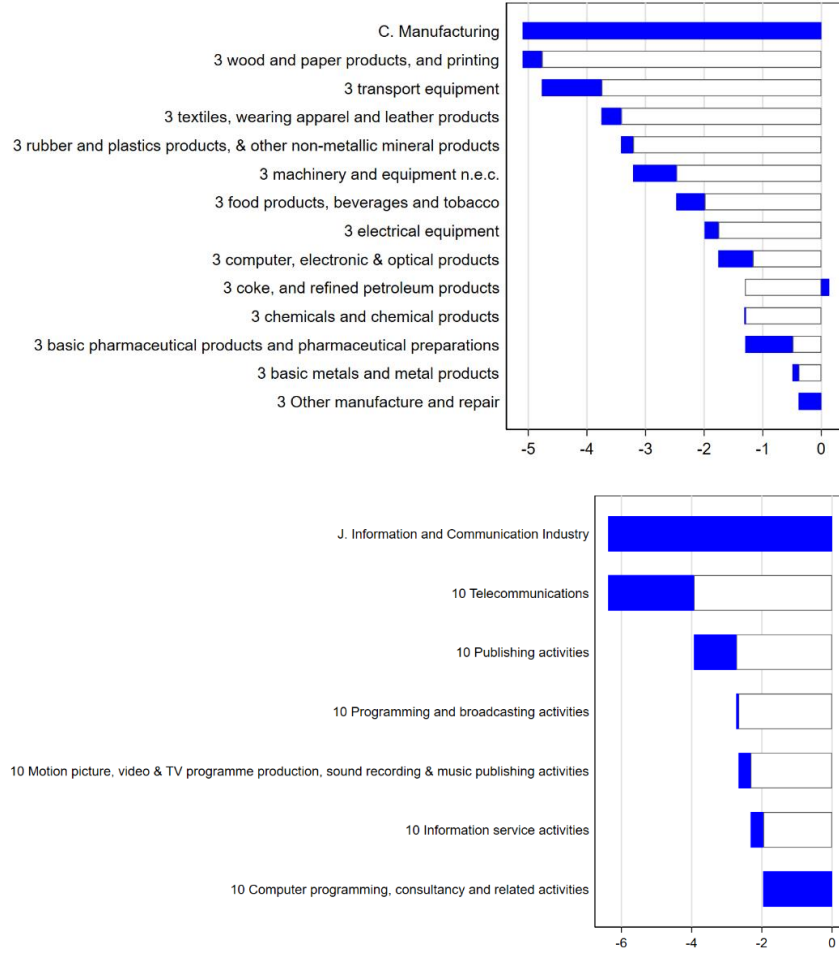 C. Manufacturing
3 wood and paper products, and printing
3 transport equipment
3 textiles, wearing apparel and leather products
3 rubber and plastics products, & other non-metallic mineral products
3 machinery and equipment n.e.c.
3 food products, beverages and tobacco
3 electrical equipment
3 computer, electronic & optical products
3 coke, and refined petroleum products
3 chemicals and chemical products
3 basic pharmaceutical products and pharmaceutical preparations
3 basic metals and metal products
3 Other manufacture and repair
-5 -4 -3 -2 -1 0
J. Information and Communication Industry
10 Telecommunications
10 Publishing activities
10 Programming and broadcasting activities
10 Motion picture, video & TV programme production, sound recording & music publishing activities
10 Information service activities
10 Computer programming, consultancy and related activities
-6 -4 -2 0